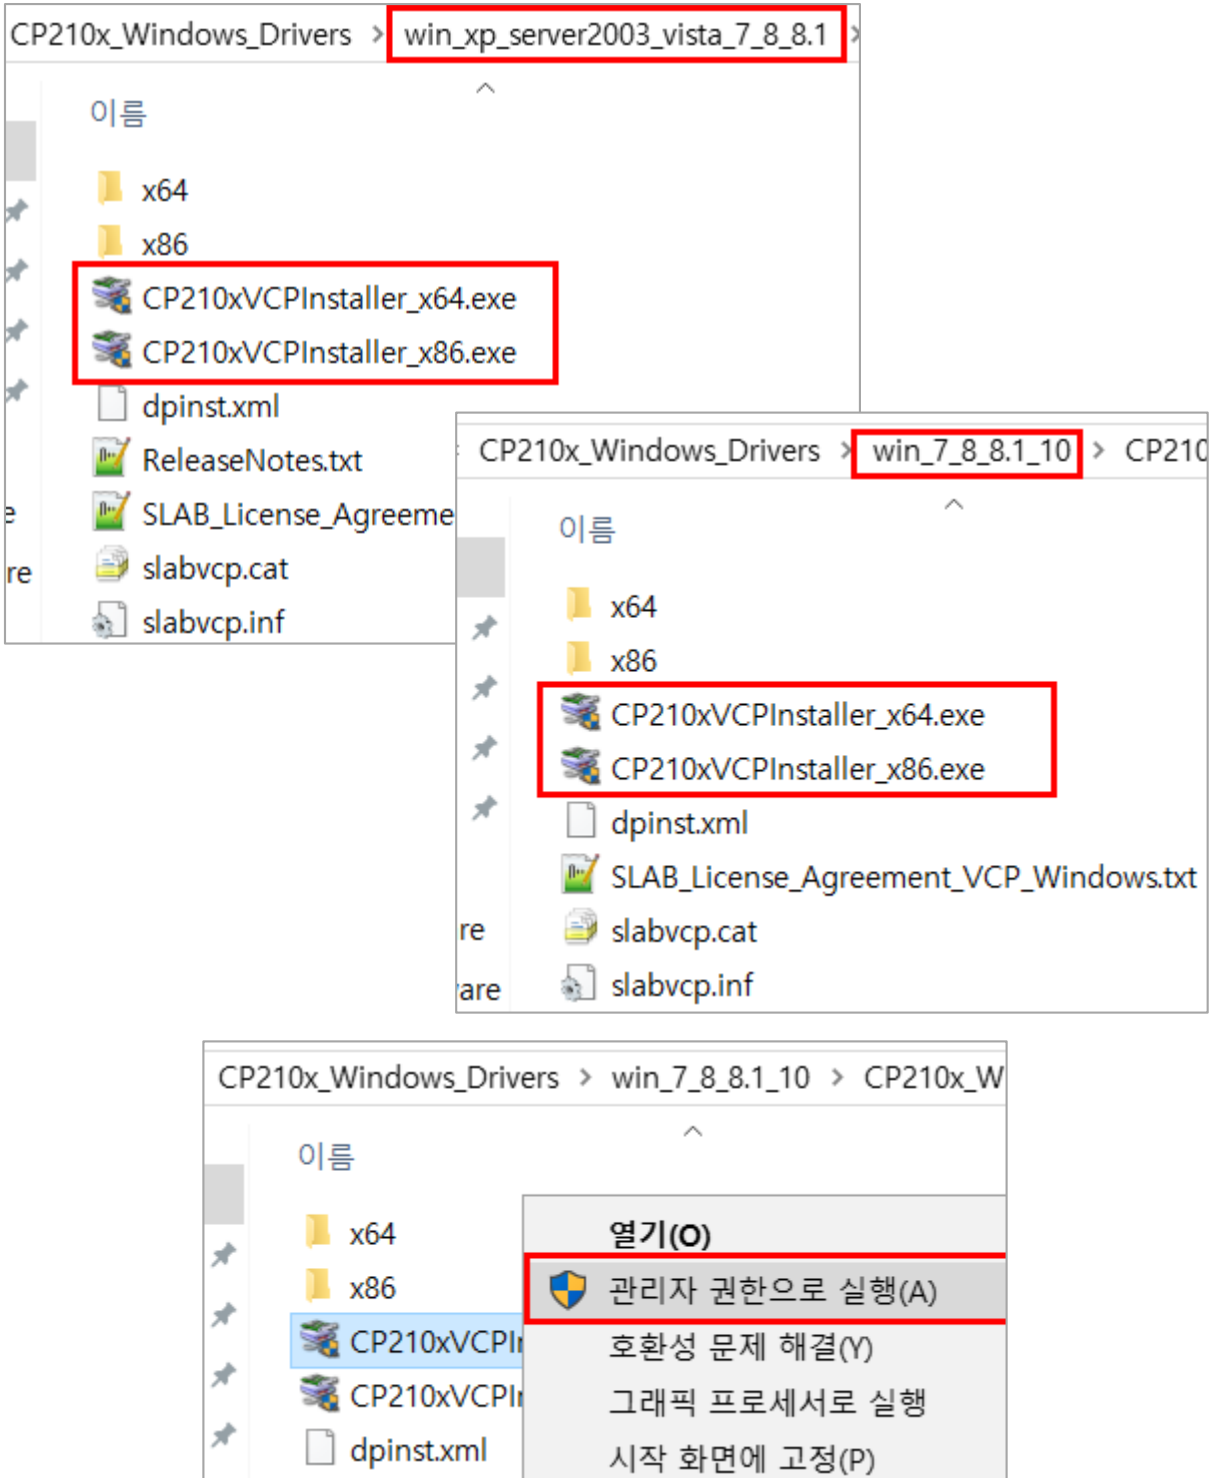 CP210x_Windows_Drivers > win_xp_server2003_vista_7_8_8.1 >
이름
x64
x86
CP210xVCPInstaller_x64.exe
CP210xVCPInstaller_x86.exe
dpinst.xml
ReleaseNotes.txt
SLAB_License_Agreeme
slabvcp.cat
re
slabvcp.inf
CP210x_Windows_Drivers > win_7_8_8.1_10 > CP210
이름
x64
x86
CP210xVCPInstaller_x64.exe
CP210xVCPInstaller_x86.exe
dpinst.xml
SLAB_License_Agreement_VCP_Windows.txt
re
slabvcp.cat
slabvcp.inf
are
CP210x_Windows_Drivers > win_7_8_8.1_10 > CP210x_W
이름
x64
x86
CP210xVCPI
CP210xVCPI
dpinst.xml
열기(O)
관리자 권한으로 실행(A)
호환성 문제 해결(Y)
그래픽 프로세서로 실행
시작 화면에 고정(P)